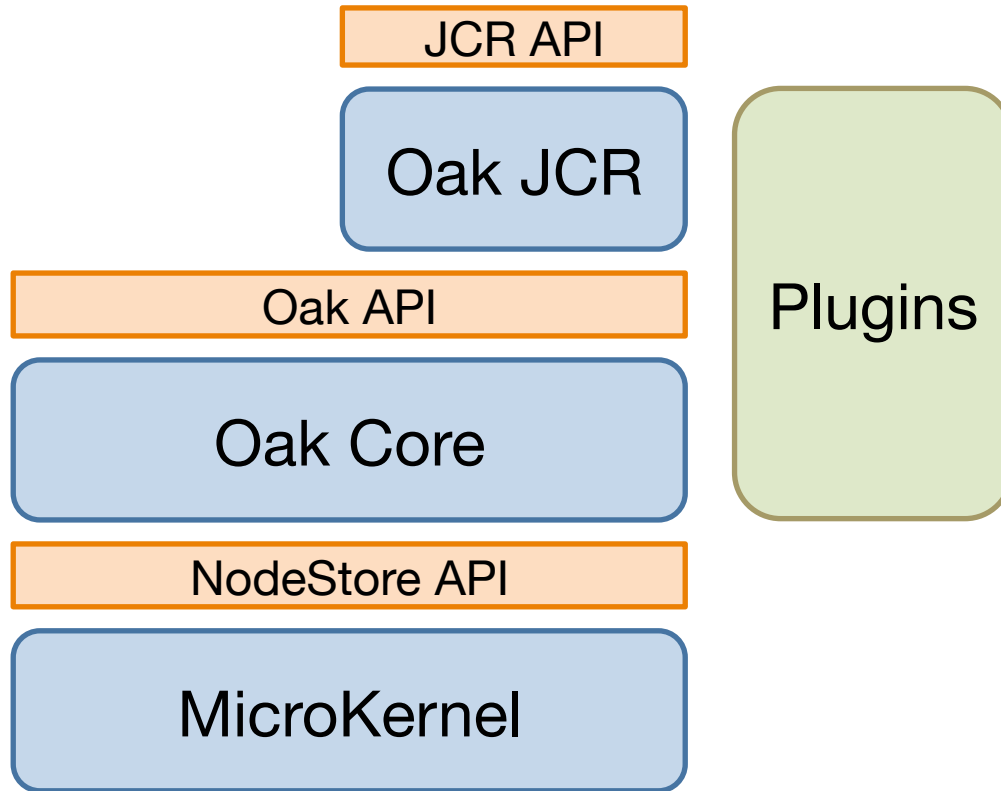 JCR API
Oak JCR
Plugins
Oak API
Oak Core
NodeStore API
MicroKernel